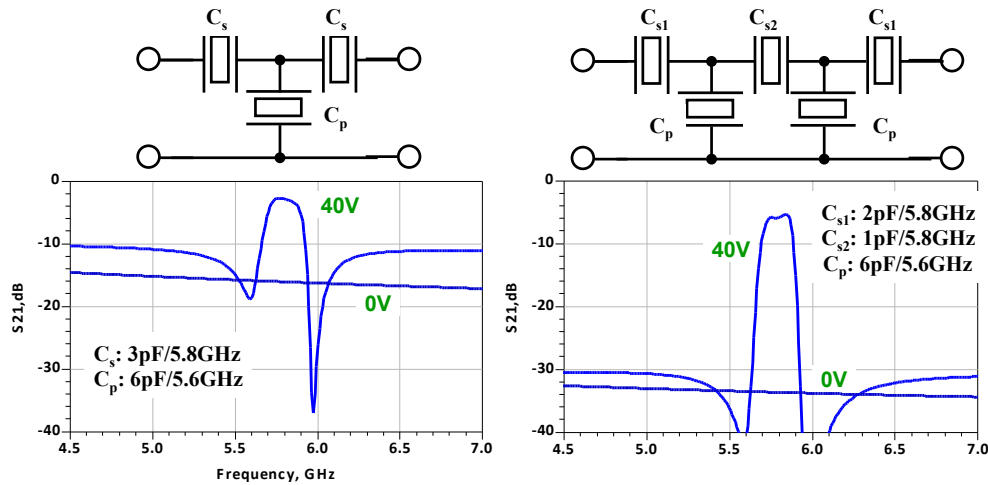 Cs Cs
Cp
0
-10
-20
-30
-40
S21,dB
40V
0V
Cs: 3pF/5.8GHz
Cp: 6pF/5.6GHz
4.5 5.0 5.5 6.0 6.5 7.0
Frequency, GHz
Cs1 Cs2 Cs1
Cp Cp
0
-10
-20
-30
-40
S21,dB
40V
0V
Cs1: 2pF/5.8GHz
Cs2: 1pF/5.8GHz
Cp: 6pF/5.6GHz
4.5 5.0 5.5 6.0 6.5 7.0